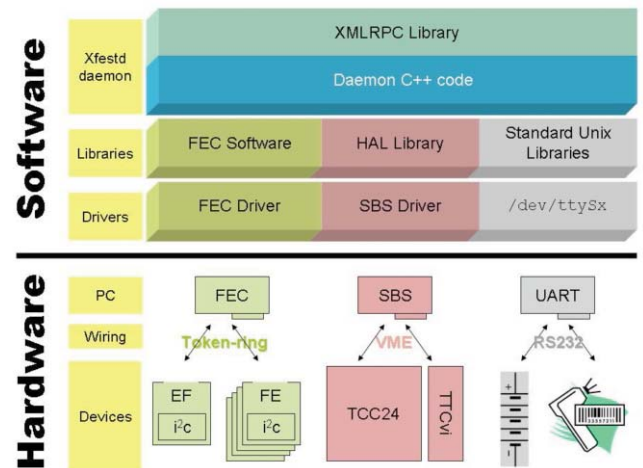 Software
Xfestd
daemon
XMLRPC Library
Daemon C++ code
Libraries
FEC Software
HAL Library
Standard Unix
Libraries
Drivers
FEC Driver
SBS Driver
/dev/ttySx
Hardware
PC
FEC
SBS
UART
Wiring
Token-ring
VME
RS232
Devices
EF
i²c
FE
i²c
TCC24
TTCvi
+
–